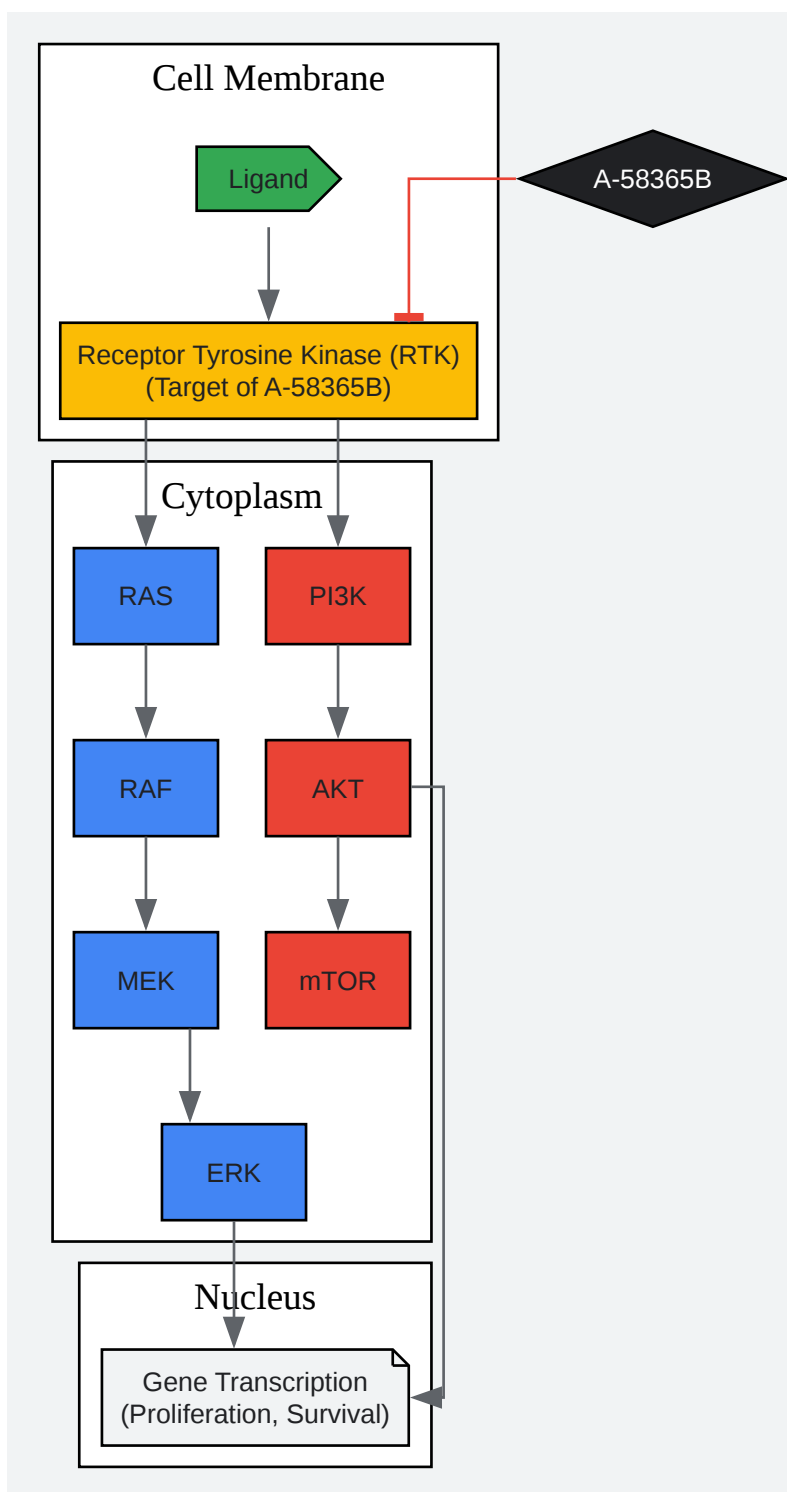 Cell Membrane
Ligand
A-58365B
Receptor Tyrosine Kinase (RTK)
(Target of A-58365B)
Cytoplasm
RAS
PI3K
RAF
AKT
MEK
mTOR
ERK
Nucleus
Gene Transcription
(Proliferation, Survival)